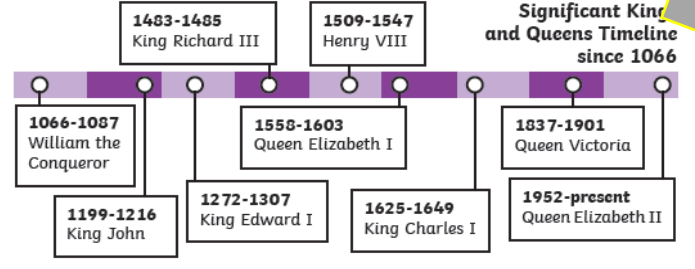 Significant King
and Queens Timeline
since 1066
1066-1087
William the
Conqueror
1199-1216
King John
1272-1307
King Edward I
1483-1485
King Richard III
1509-1547
Henry VIII
1558-1603
Queen Elizabeth I
1625-1649
King Charles I
1837-1901
Queen Victoria
1952-present
Queen Elizabeth II